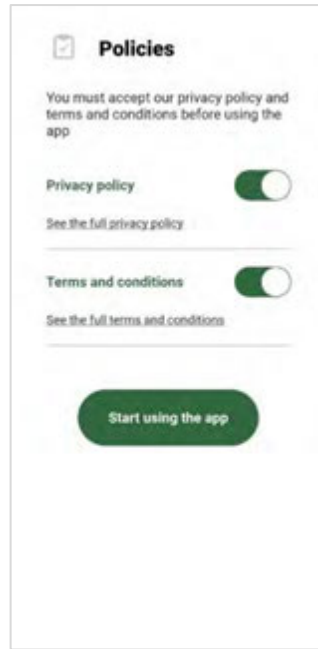 Policies
You must accept our privacy policy and
terms and conditions before using the
app
Privacy policy
See the full privacy policy
Terms and conditions
See the full terms and conditions
Start using the app